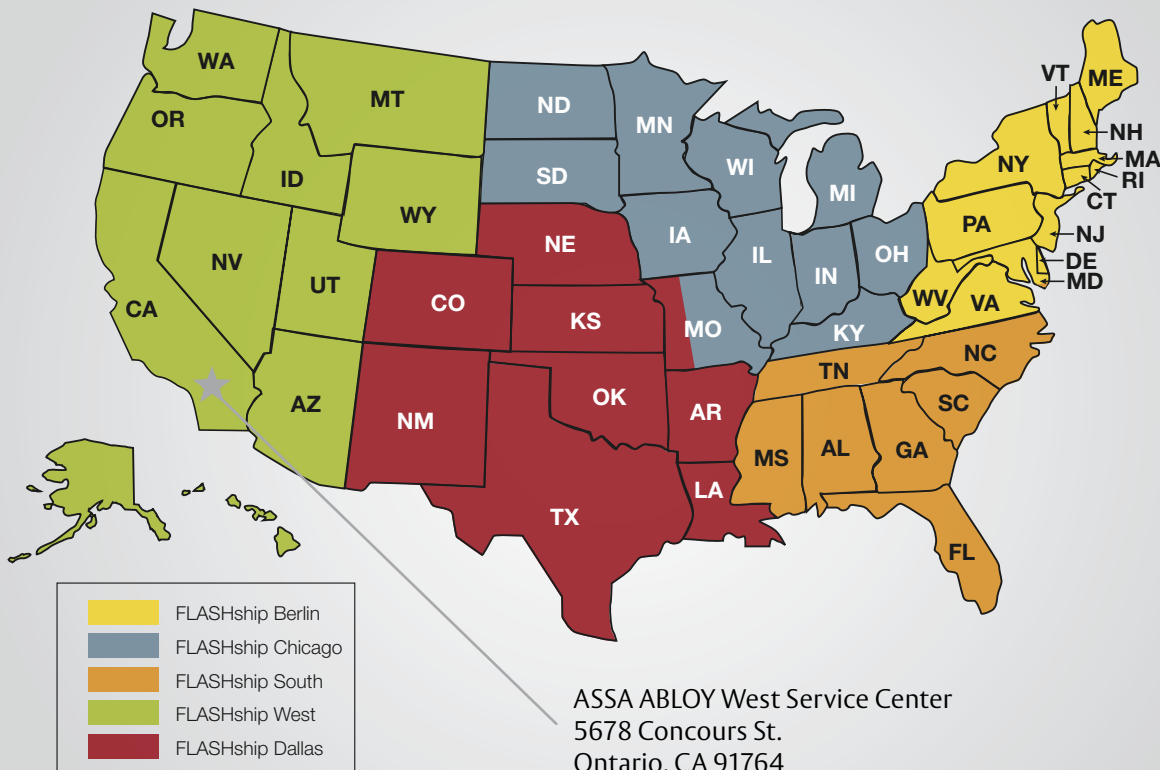 WA
MT
ND
MN
VT
ME
OR
NH
ID
SD
WI
MI
NY
MA
RI
CT
WY
NE
IA
PA
NJ
NV
UT
CO
IL
IN
OH
DE
MD
CA
KS
MO
WV
VA
KY
NC
TN
AZ
NM
OK
AR
SC
MS
AL
GA
LA
TX
FL
FLASHship Berlin
FLASHship Chicago
FLASHship South
FLASHship West
FLASHship Dallas
ASSA ABLOY West Service Center
5678 Concours St.
Ontario, CA 91764